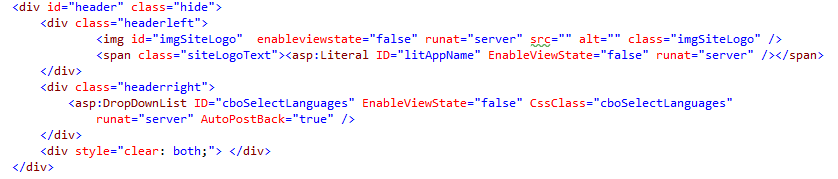 <div id="header" class="hide">
<div class="headerleft">
<img id="imgSiteLogo"  enableviewstate="false" runat="server" src="" alt="" class="imgSiteLogo" />
<span class="siteLogoText"><asp:Literal ID="litAppName" EnableViewState="false" runat="server" /></span>
</div>
<div class="headerright">
<asp:DropDownList ID="cboSelectLanguages" EnableViewState="false" CssClass="cboSelectLanguages"
runat="server" AutoPostBack="true" />
</div>
<div style="clear: both;"> </div>
</div>